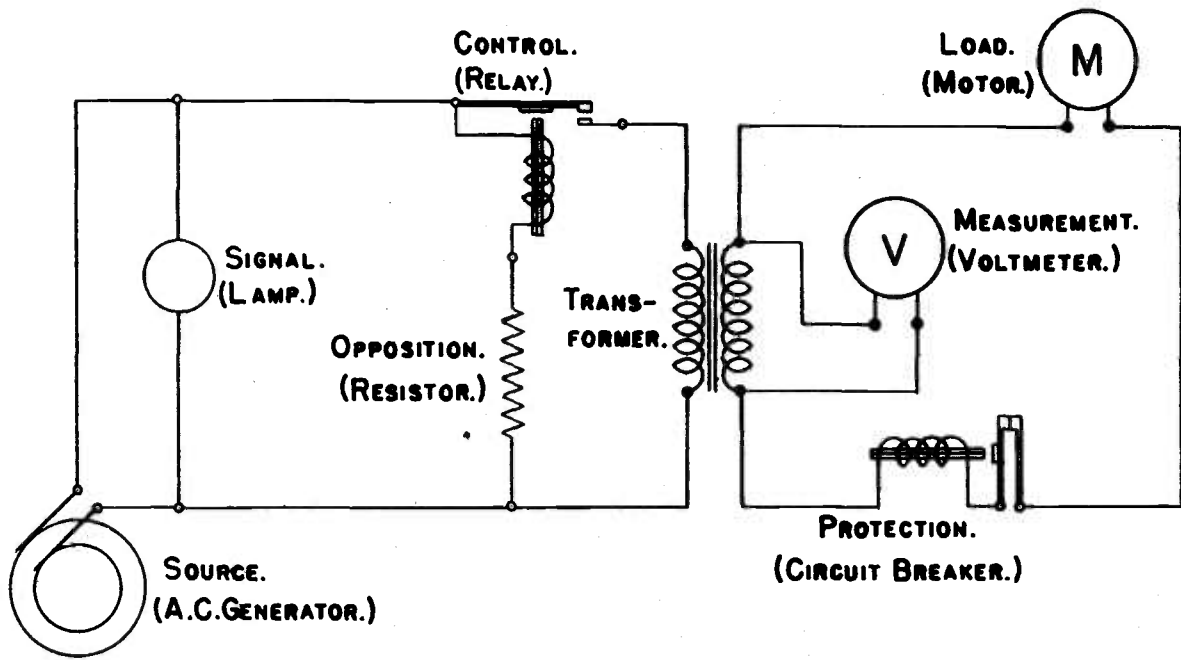 CONTROL.
(RELAY.)
LOAD.
(MOTOR.)
M
SIGNAL.
(LAMP.)
V
MEASUREMENT.
(VOLTMETER.)
TRANS-
FORMER.
OPPOSITION.
(RESISTOR.)
PROTECTION.
(CIRCUIT BREAKER.)
SOURCE.
(A.C.GENERATOR.)